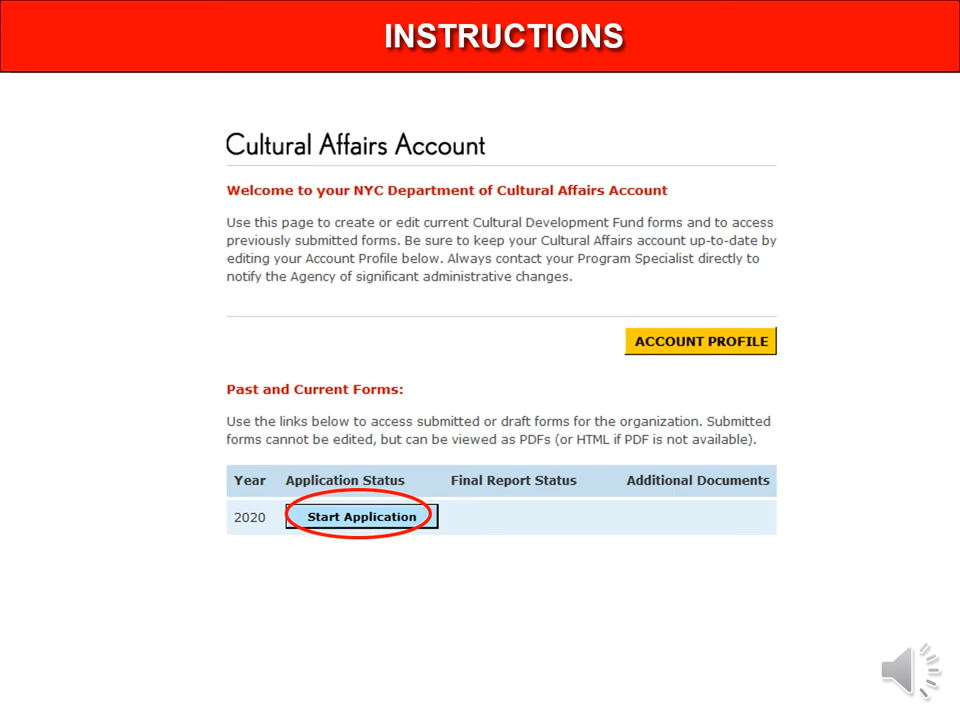 INSTRUCTIONS
Cultural Affairs Account
Welcome to your NYC Department of Cultural Affairs Account
Use this page to create or edit current Cultural Development Fund forms and to access
previously submitted forms. Be sure to keep your Cultural Affairs account up-to-date by
editing your Account Profile below. Always contact your Program Specialist directly to
notify the Agency of significant administrative changes.
ACCOUNT PROFILE
Past and Current Forms:
Use the links below to access submitted or draft forms for the organization. Submitted
forms cannot be edited, but can be viewed as PDFs (or HTML if PDF is not available).
Year Application Status Final Report Status Additional Documents
2020 Start Application